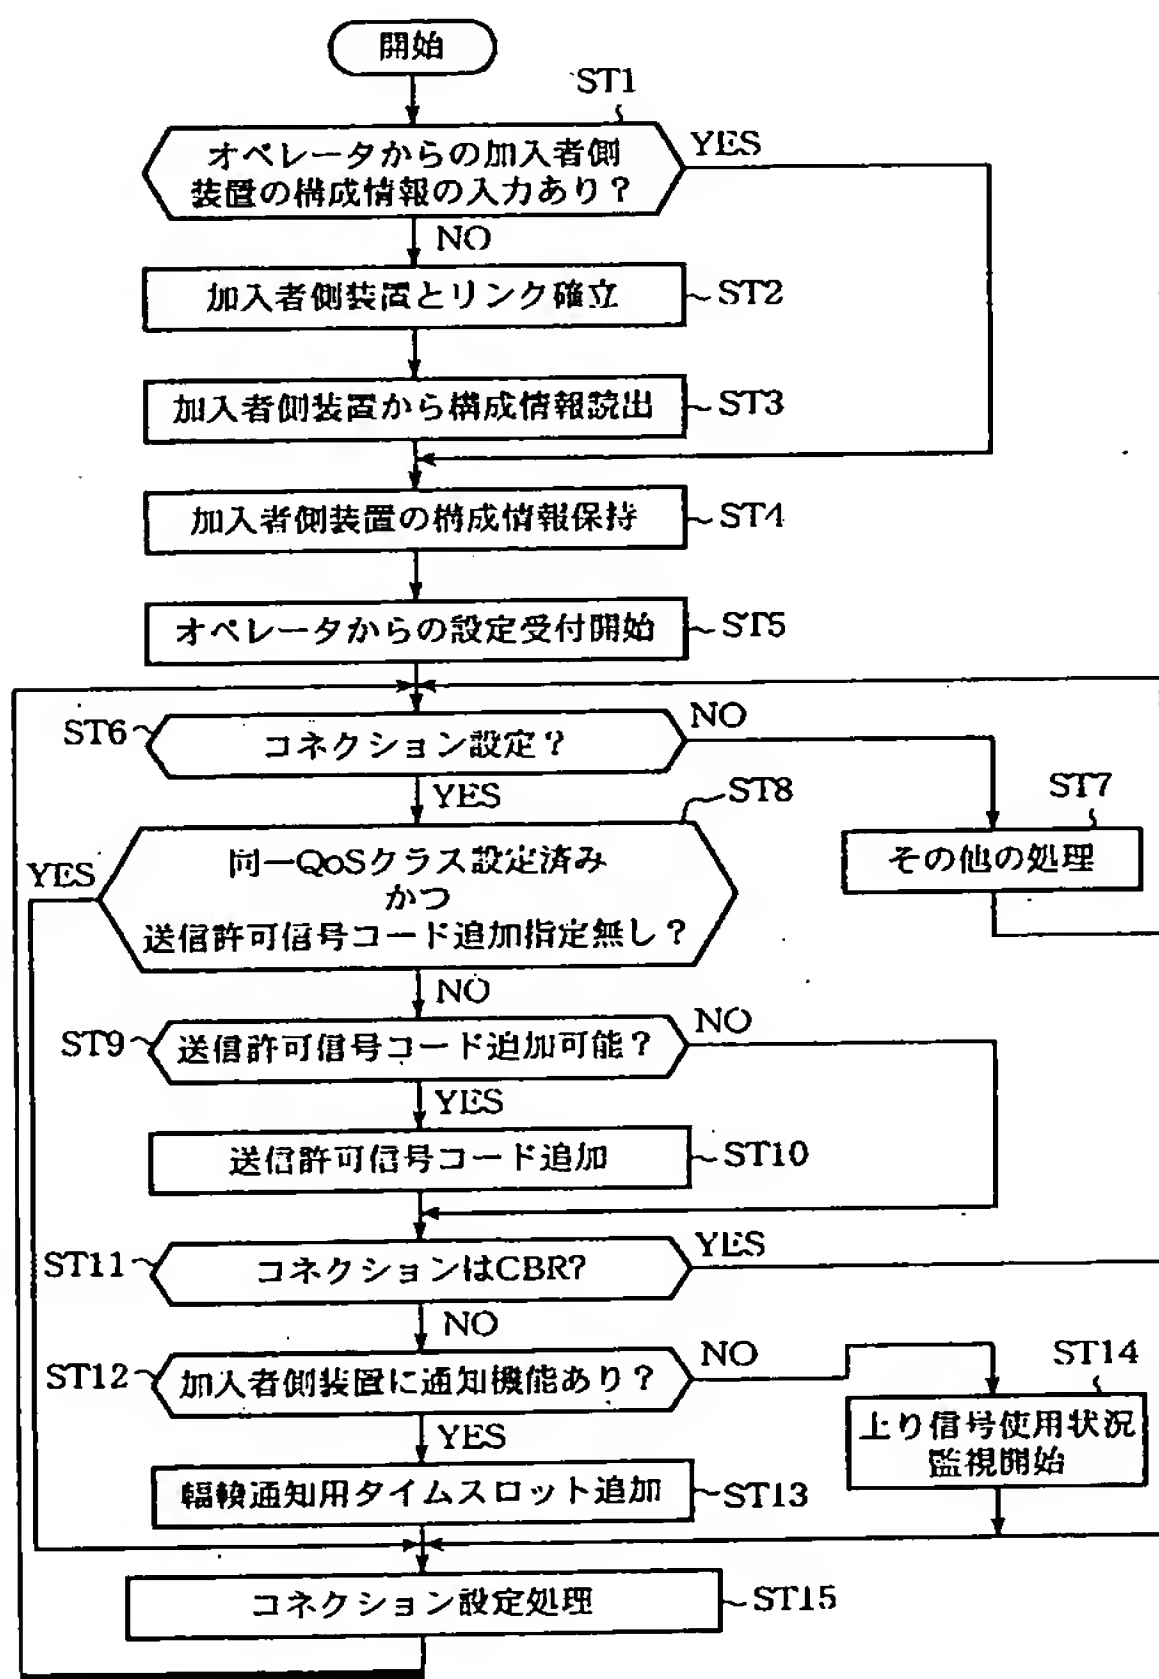 開始
ST1
オペレータからの加入者側
装置の構成情報の入力あり？
YES
NO
加入者側装置とリンク確立
ST2
加入者側装置から構成情報読出
ST3
加入者側装置の構成情報保持
ST4
オペレータからの設定受付開始
ST5
ST6
コネクション設定？
NO
YES
ST7
その他の処理
ST8
YES
同一QoSクラス設定済み
かつ
送信許可信号コード追加指定無し？
NO
ST9
送信許可信号コード追加可能？
NO
YES
送信許可信号コード追加
ST10
ST11
コネクションはCBR?
YES
NO
ST12
加入者側装置に通知機能あり？
NO
YES
ST14
上り信号使用状況
監視開始
輻輳通知用タイムスロット追加
ST13
コネクション設定処理
ST15